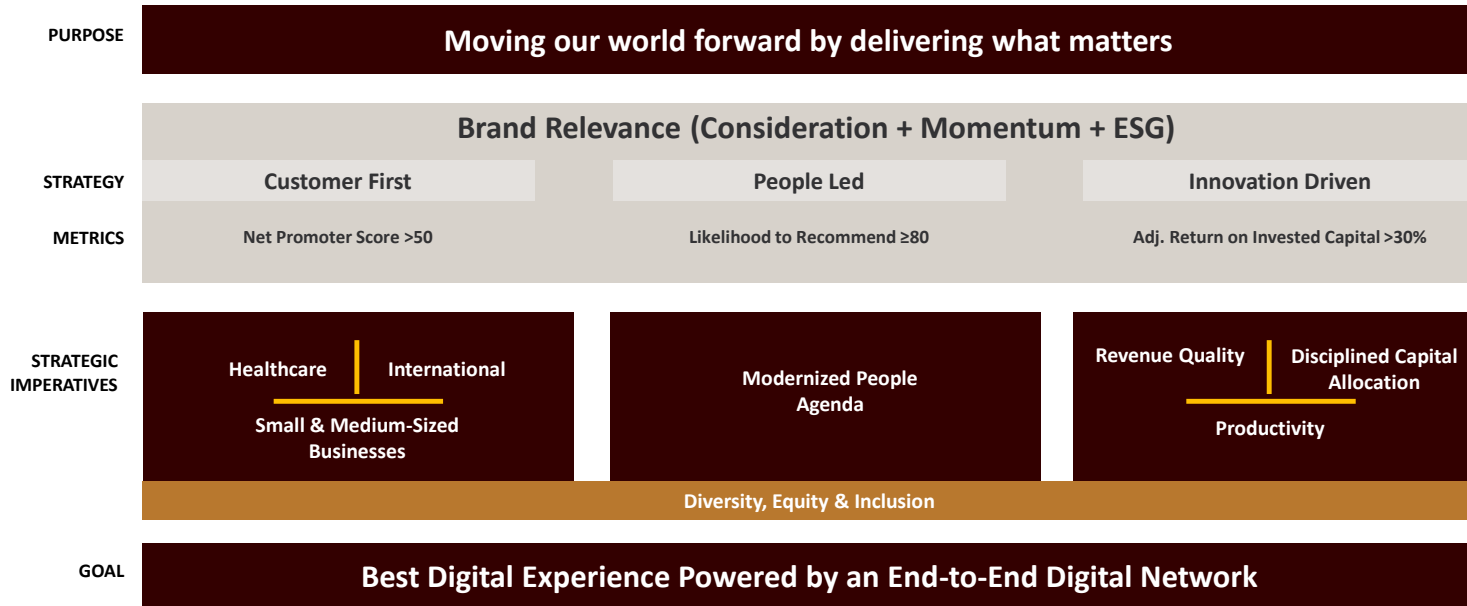 PURPOSE
Moving our world forward by delivering what matters
Brand Relevance (Consideration + Momentum + ESG)
STRATEGY
Customer First
People Led
Innovation Driven
METRICS
Net Promoter Score >50
Likelihood to Recommend ≥80
Adj. Return on Invested Capital >30%
STRATEGIC
IMPERATIVES
Healthcare
International
Small & Medium-Sized
Businesses
Modernized People
Agenda
Revenue Quality
Disciplined Capital
Allocation
Productivity
Diversity, Equity & Inclusion
GOAL
Best Digital Experience Powered by an End-to-End Digital Network